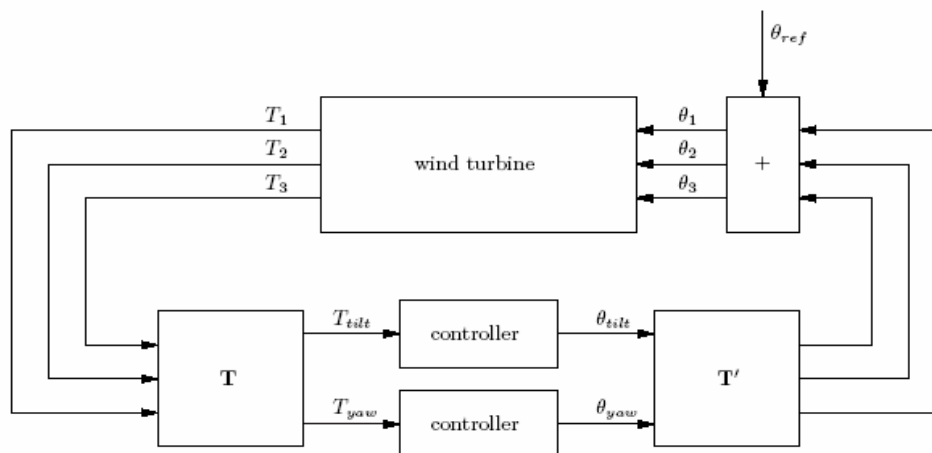 θref
T1
T2
T3
wind turbine
θ1
θ2
θ3
+
T
Ttilt
controller
θtilt
T′
Tyaw
controller
θyaw